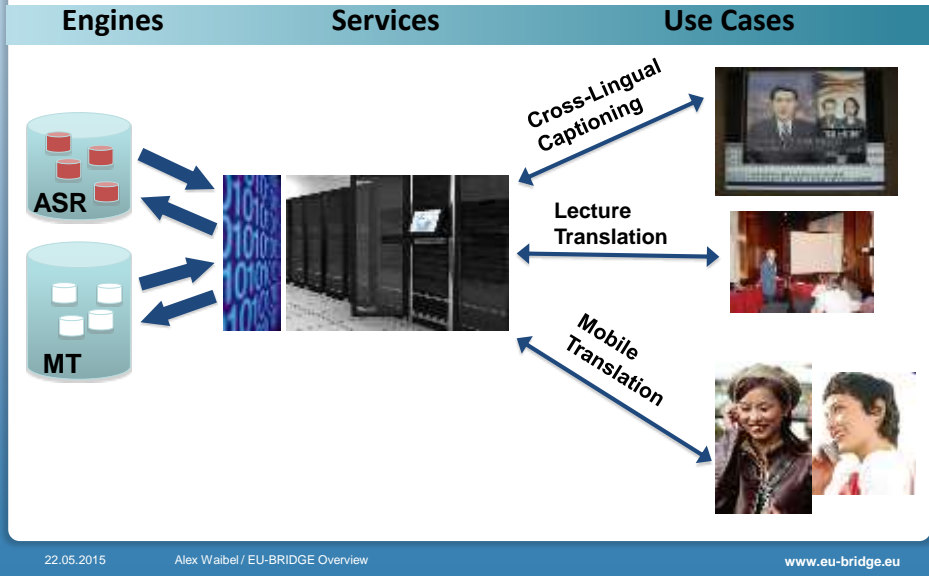 Engines Services Use Cases
Cross-Lingual
Captioning
ASR
Lecture
Translation
MT
Mobile
Translation
22.05.2015 Alex Waibel / EU-BRIDGE Overview www.eu-bridge.eu